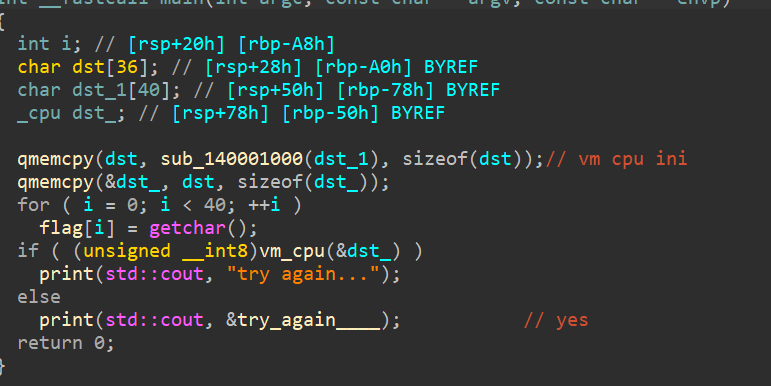 int __fastcall main(int argc, const char **argv, const char **envp)
{
int i; // [rsp+20h] [rbp-A8h]
char dst[36]; // [rsp+28h] [rbp-A0h] BYREF
char dst_1[40]; // [rsp+50h] [rbp-78h] BYREF
_cpu dst_; // [rsp+78h] [rbp-50h] BYREF
qmemcpy(dst, sub_140001000(dst_1), sizeof(dst));// vm cpu ini
qmemcpy(&dst_, dst, sizeof(dst_));
for ( i = 0; i < 40; ++i )
flag[i] = getchar();
if ( (unsigned __int8)vm_cpu(&dst_) )
print(std::cout, "try again...");
else
print(std::cout, &try_again____); // yes
return 0;
}